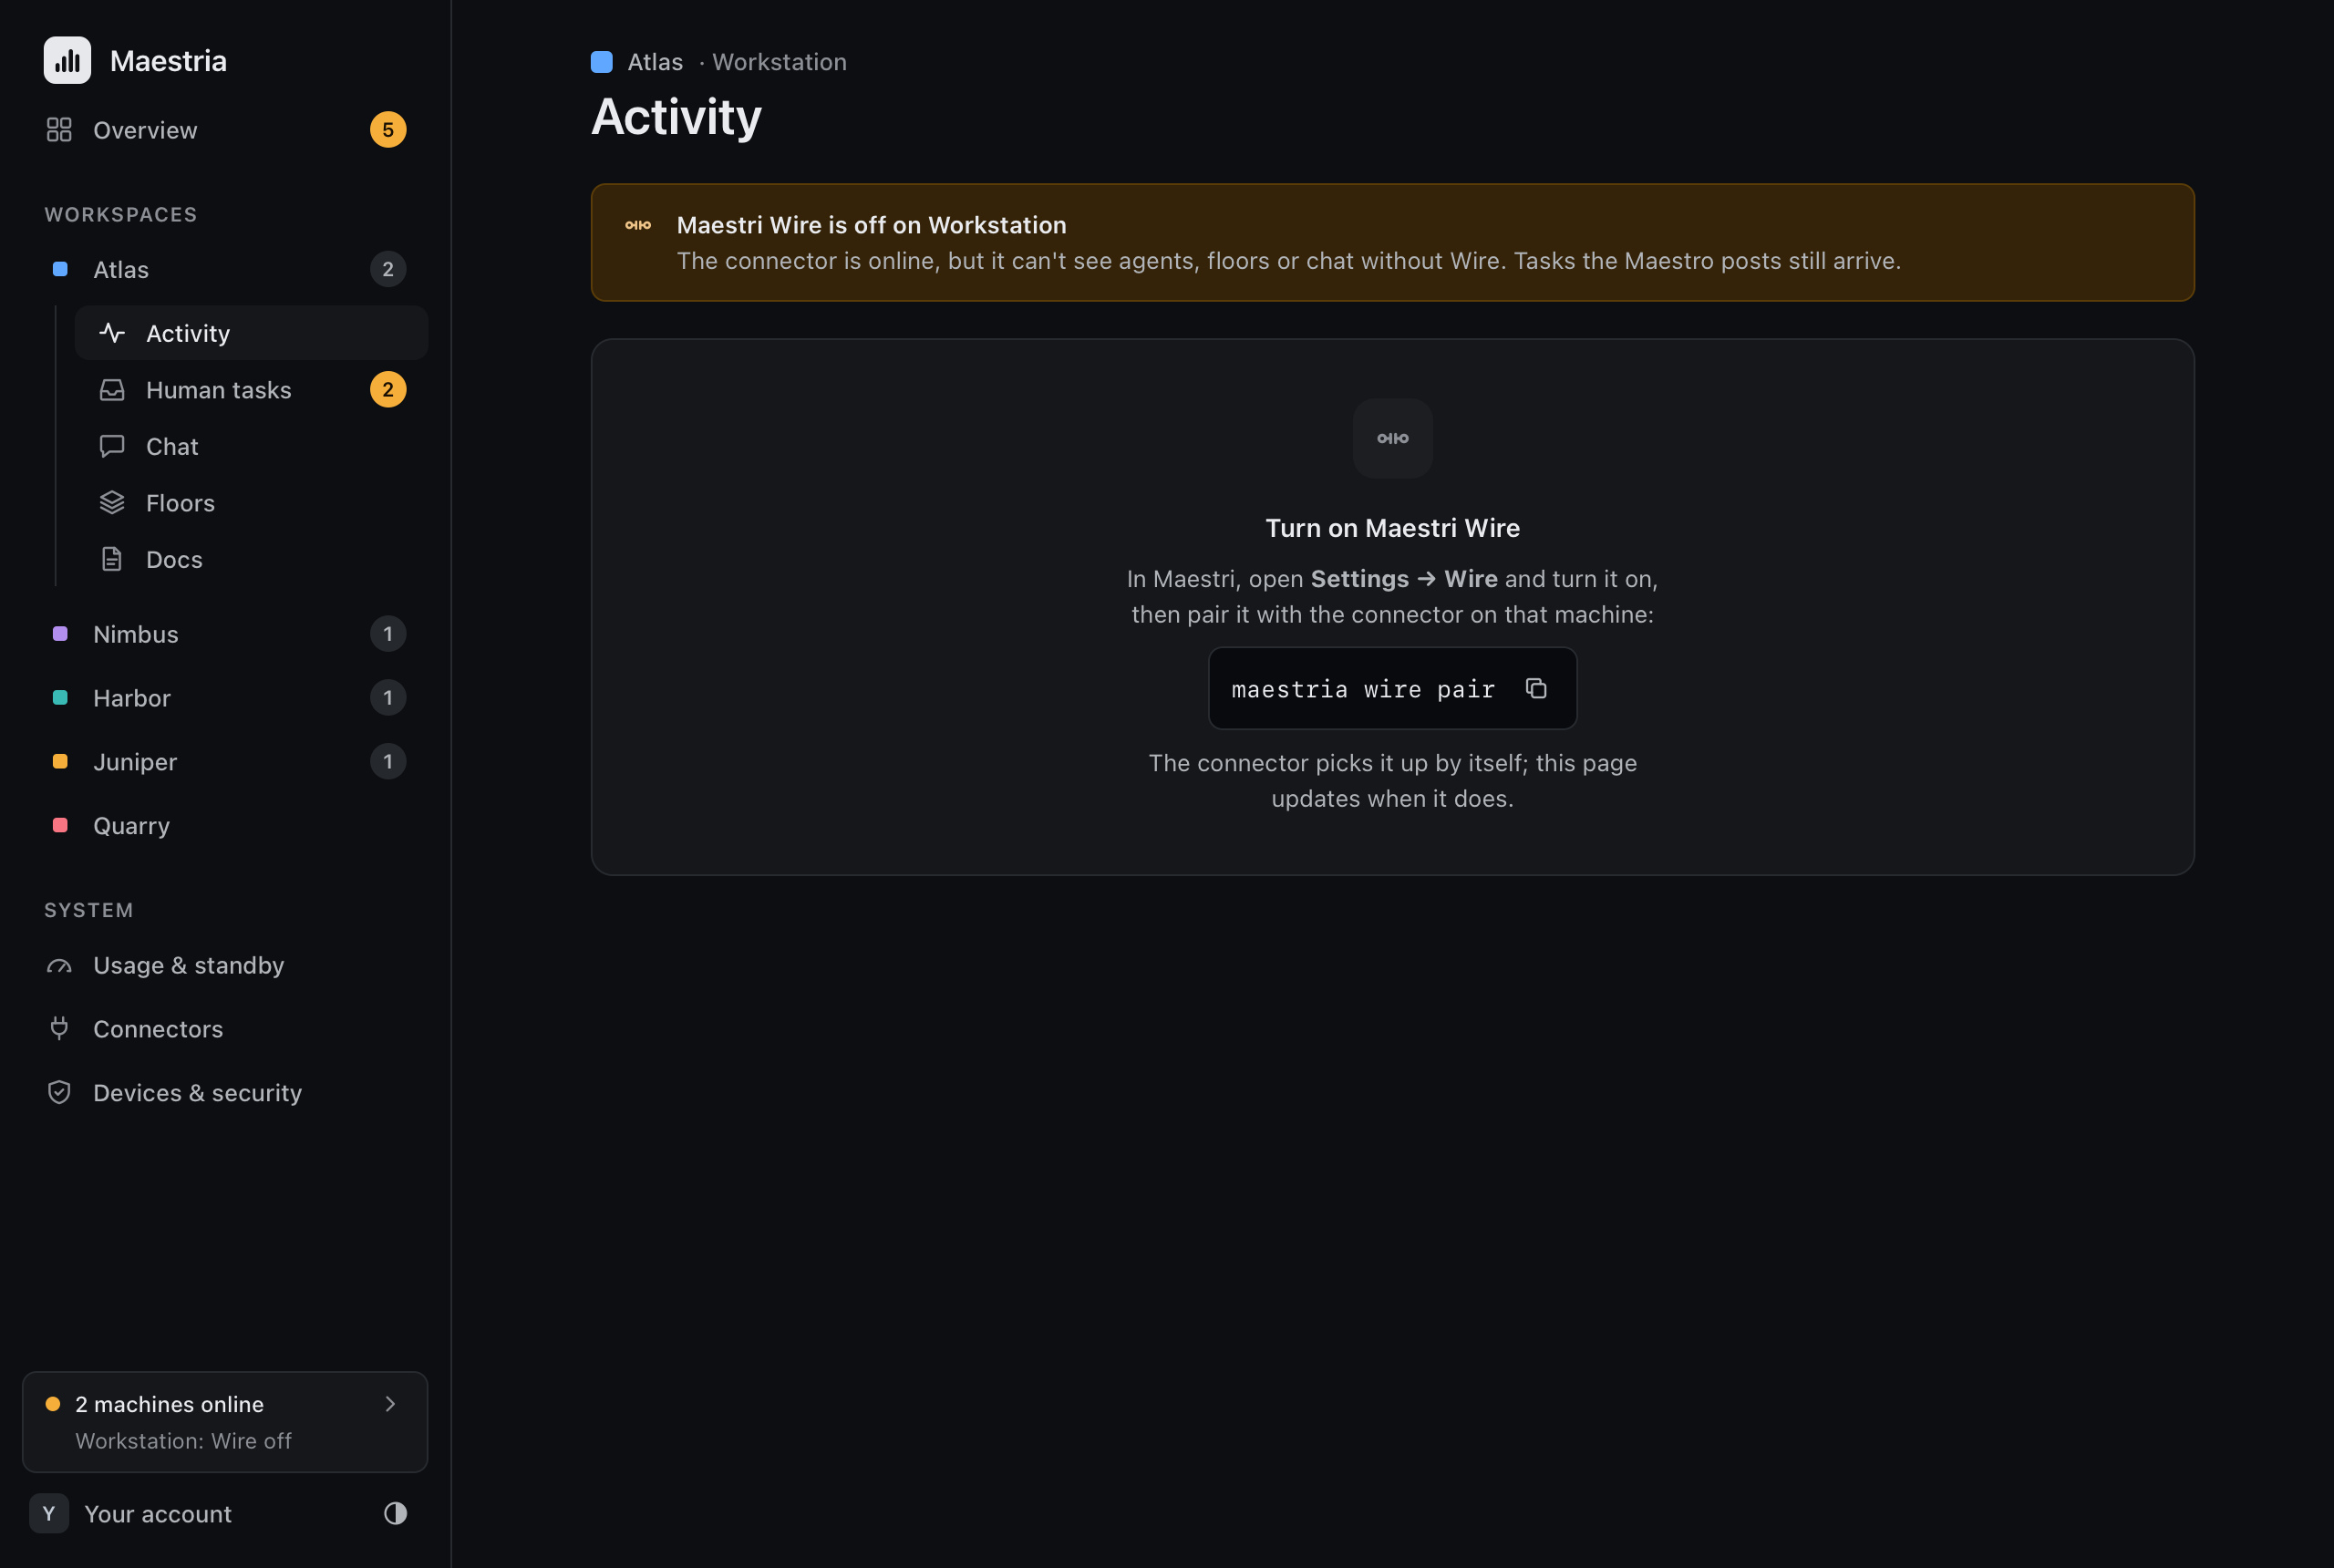 Maestria
Overview
5
WORKSPACES
Atlas
2
Activity
Human tasks
2
Chat
Floors
Docs
Nimbus
1
Harbor
1
Juniper
1
Quarry
SYSTEM
Usage & standby
Connectors
Devices & security
2 machines online
Workstation: Wire off
Y
Your account
Atlas · Workstation
Activity
Maestri Wire is off on Workstation
The connector is online, but it can't see agents, floors or chat without Wire. Tasks the Maestro posts still arrive.
Turn on Maestri Wire
In Maestri, open Settings → Wire and turn it on,
then pair it with the connector on that machine:
maestria wire pair
The connector picks it up by itself; this page
updates when it does.